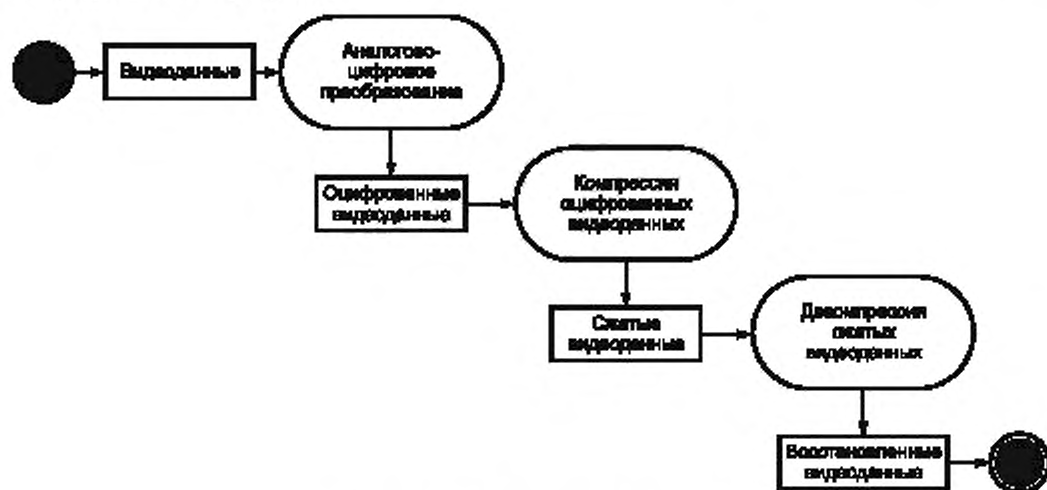 Видеоданные
Аналогово-
цифровое
преобразование
Оцифрованные
видеоданные
Компрессия
оцифрованных
видеоданных
Сжатые
видеоданные
Декомпрессия
сжатых
видеоданных
Восстановленные
видеоданные